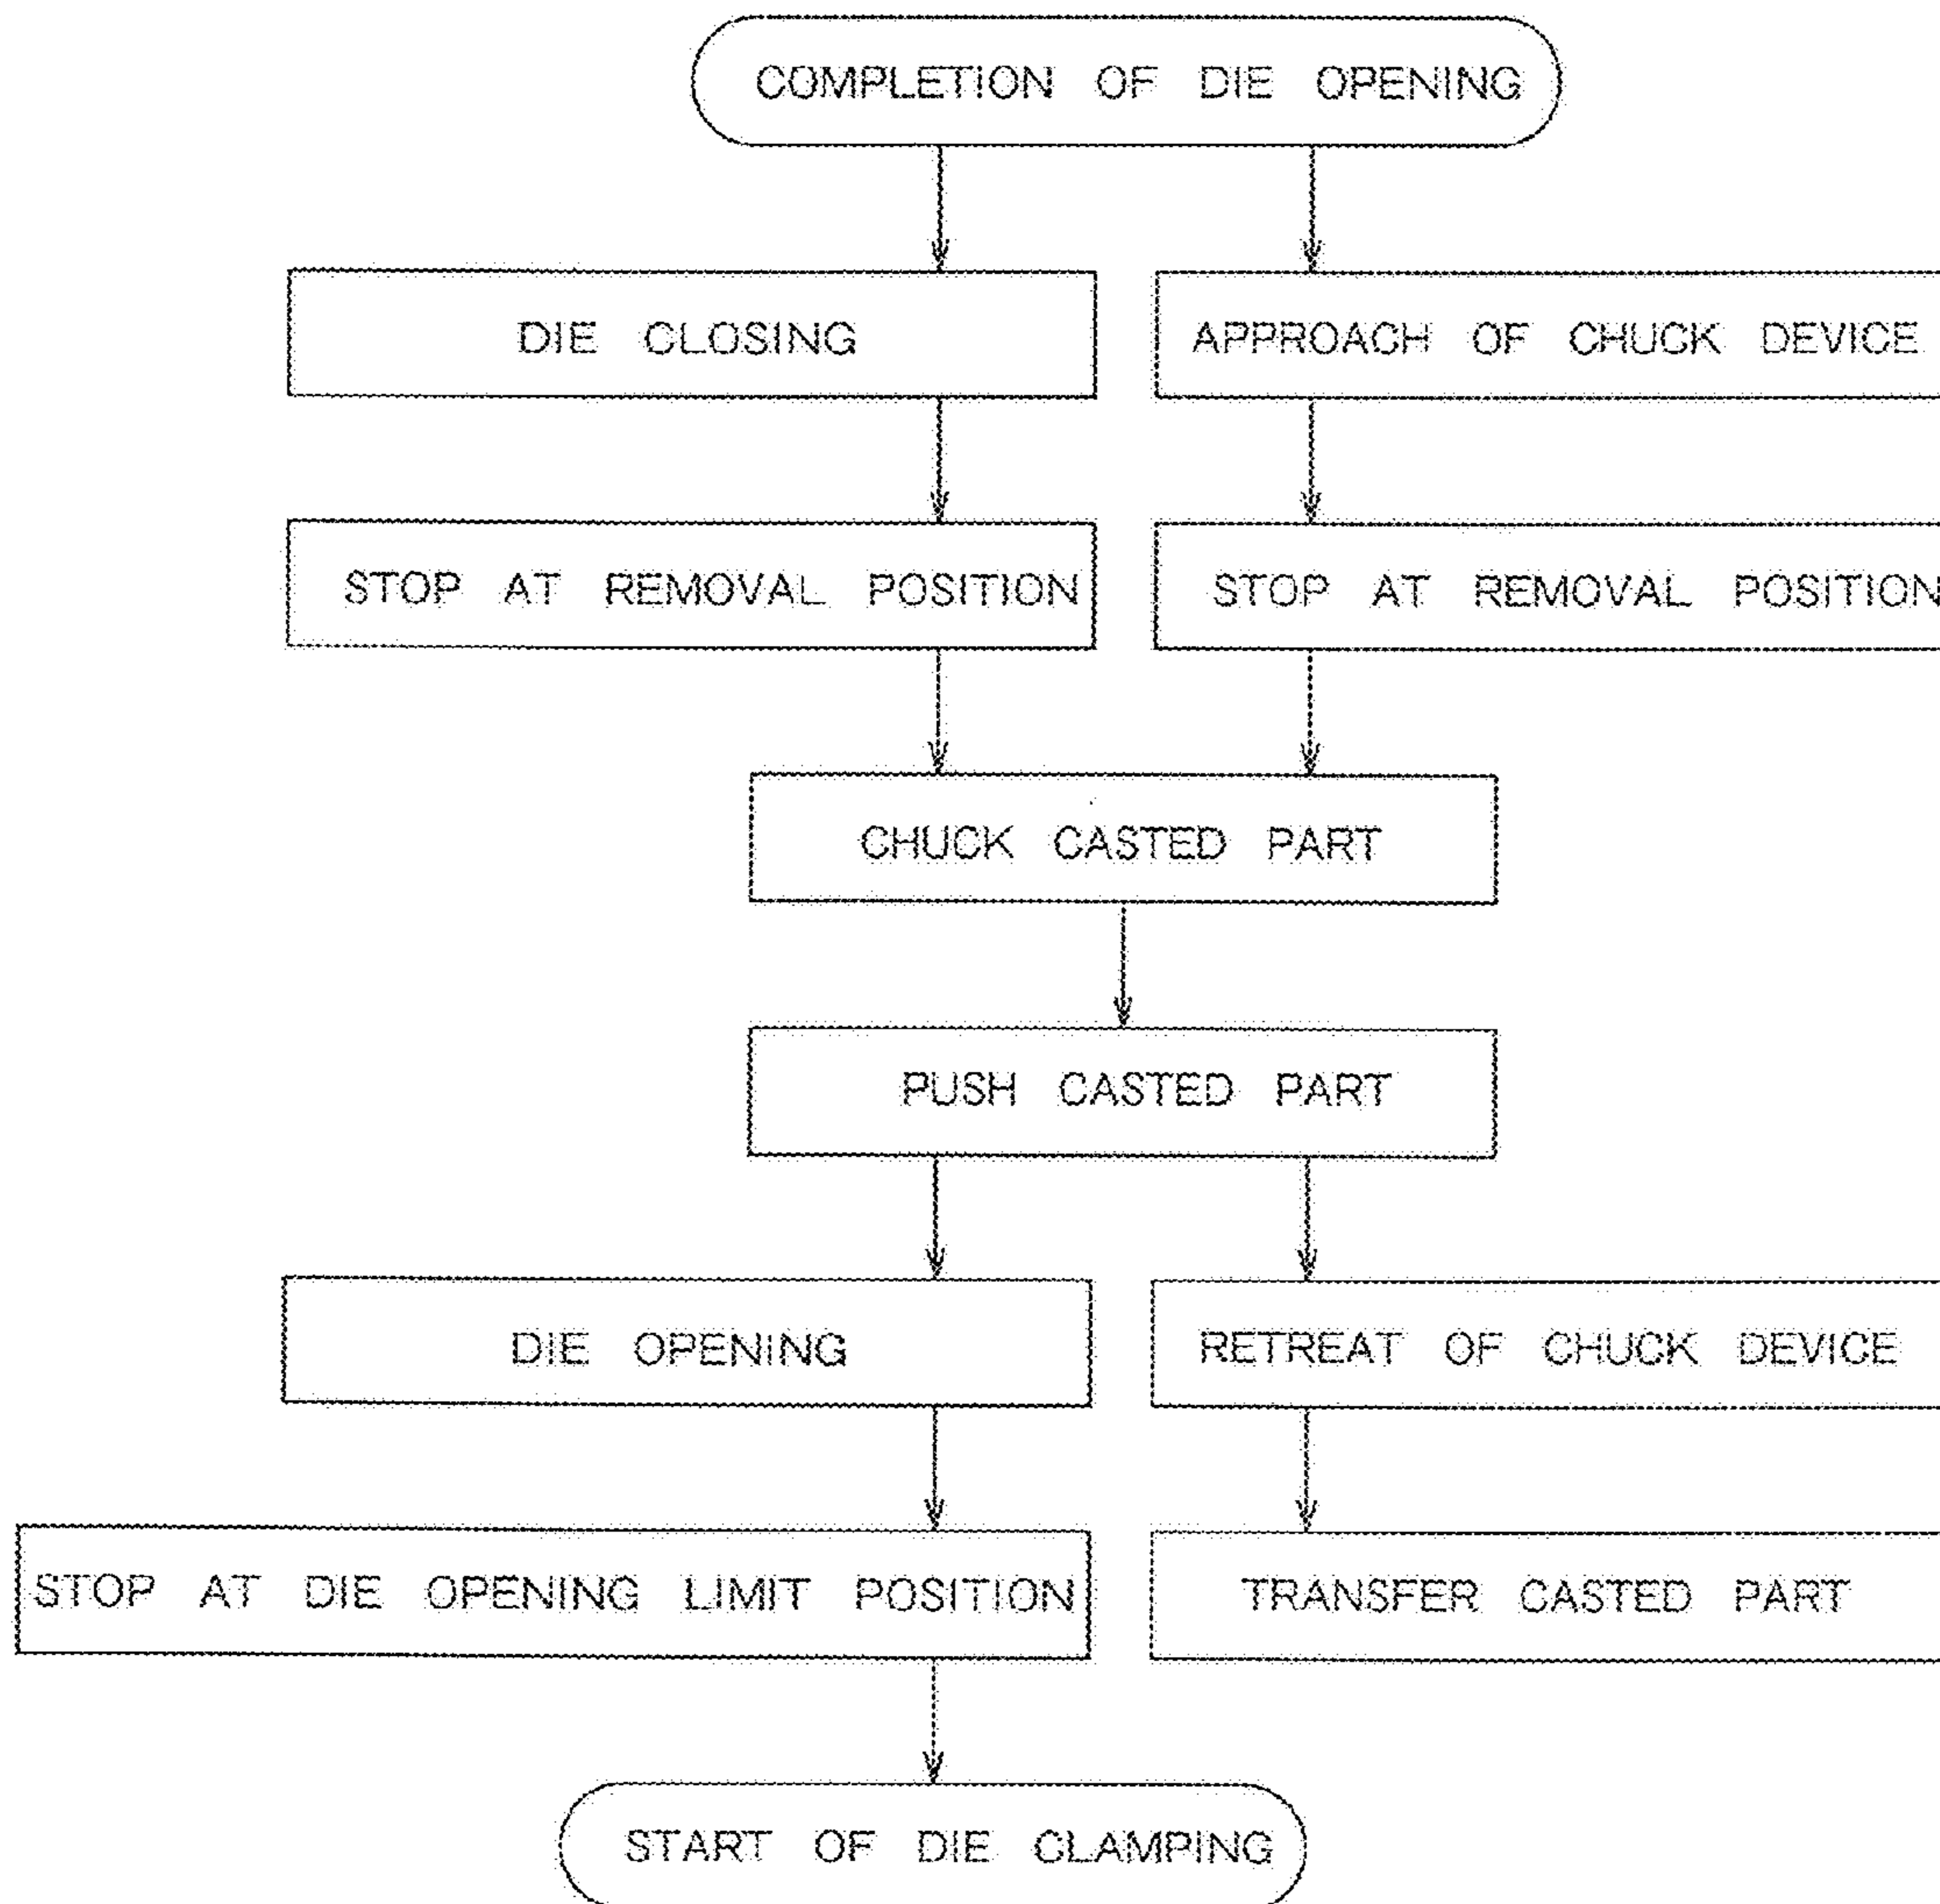 COMPLETION OF DIE OPENING
DIE CLOSING
APPROACH OF CHUCK DEVICE
STOP AT REMOVAL POSITION
STOP AT REMOVAL POSITION
CHUCK CASTED PART
PUSH CASTED PART
DIE OPENING
RETREAT OF CHUCK DEVICE
STOP AT DIE OPENING LIMIT POSITION
TRANSFER CASTED PART
START OF DIE CLAMPING